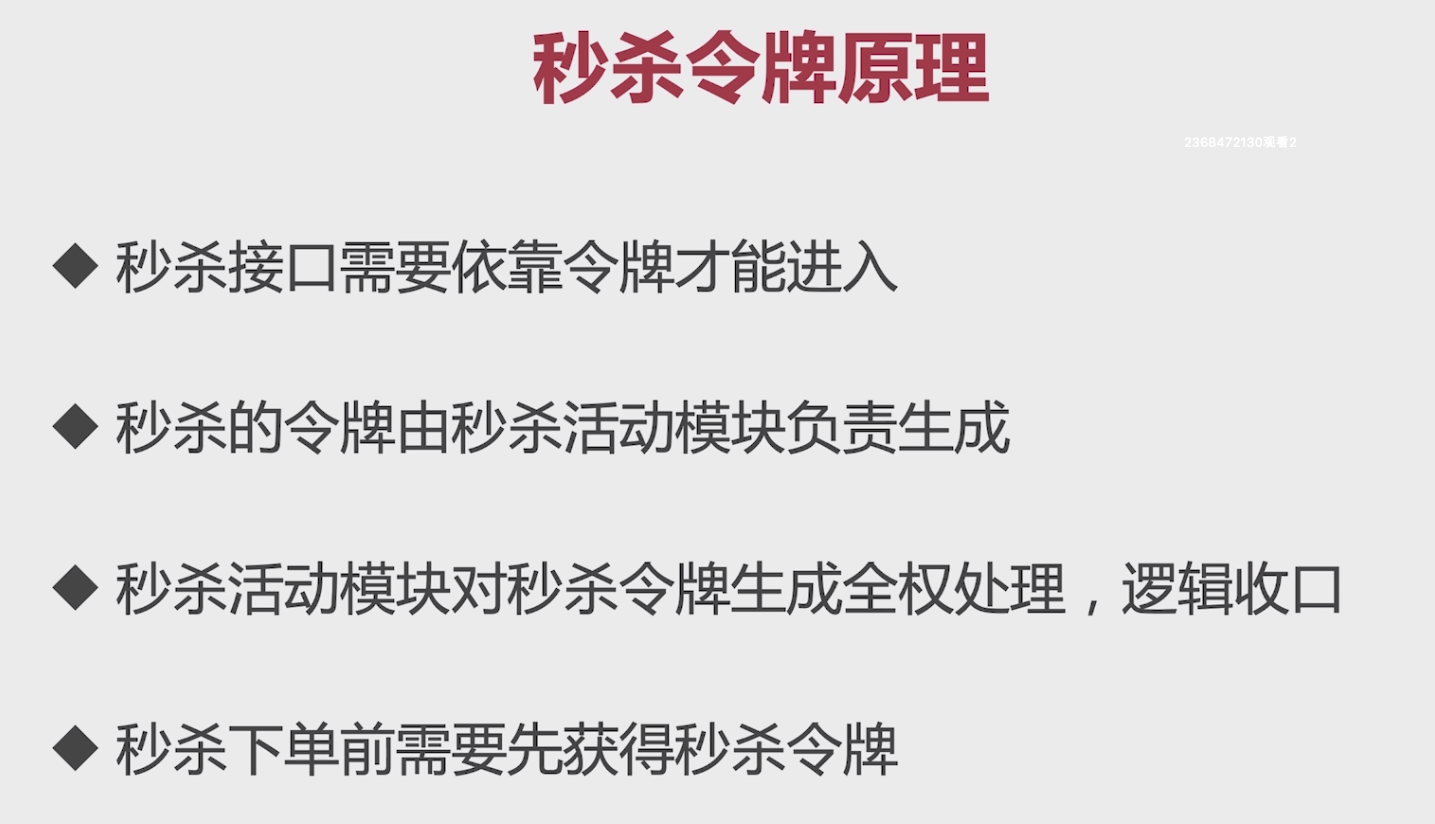 秒杀令牌原理
2368472130观看2
◆ 秒杀接口需要依靠令牌才能进入
◆ 秒杀的令牌由秒杀活动模块负责生成
◆ 秒杀活动模块对秒杀令牌生成全权处理，逻辑收口
◆ 秒杀下单前需要先获得秒杀令牌